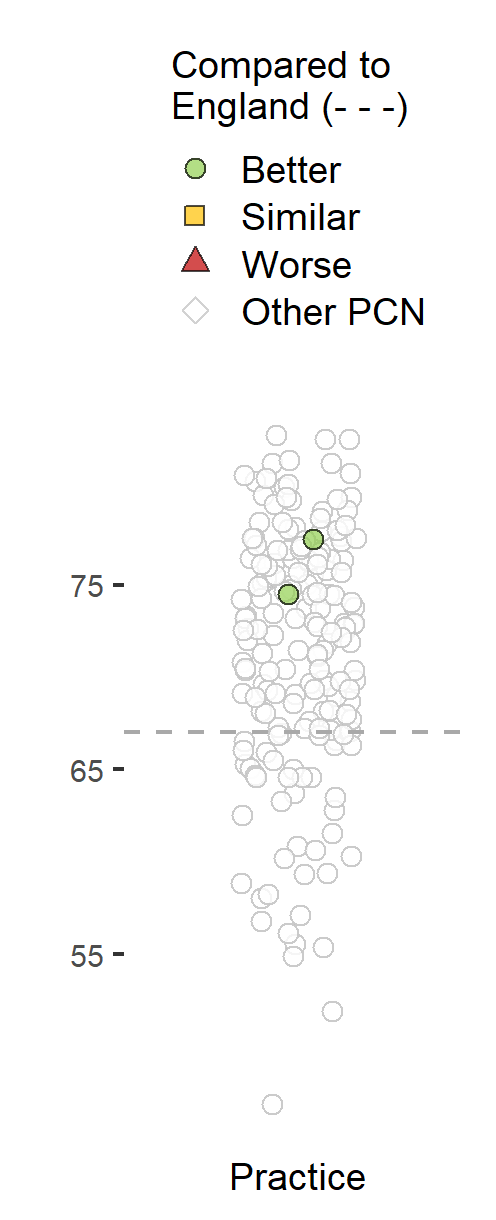 Compared to
England (- - -)
Better
Similar
Worse
Other PCN
75
65
55
Practice